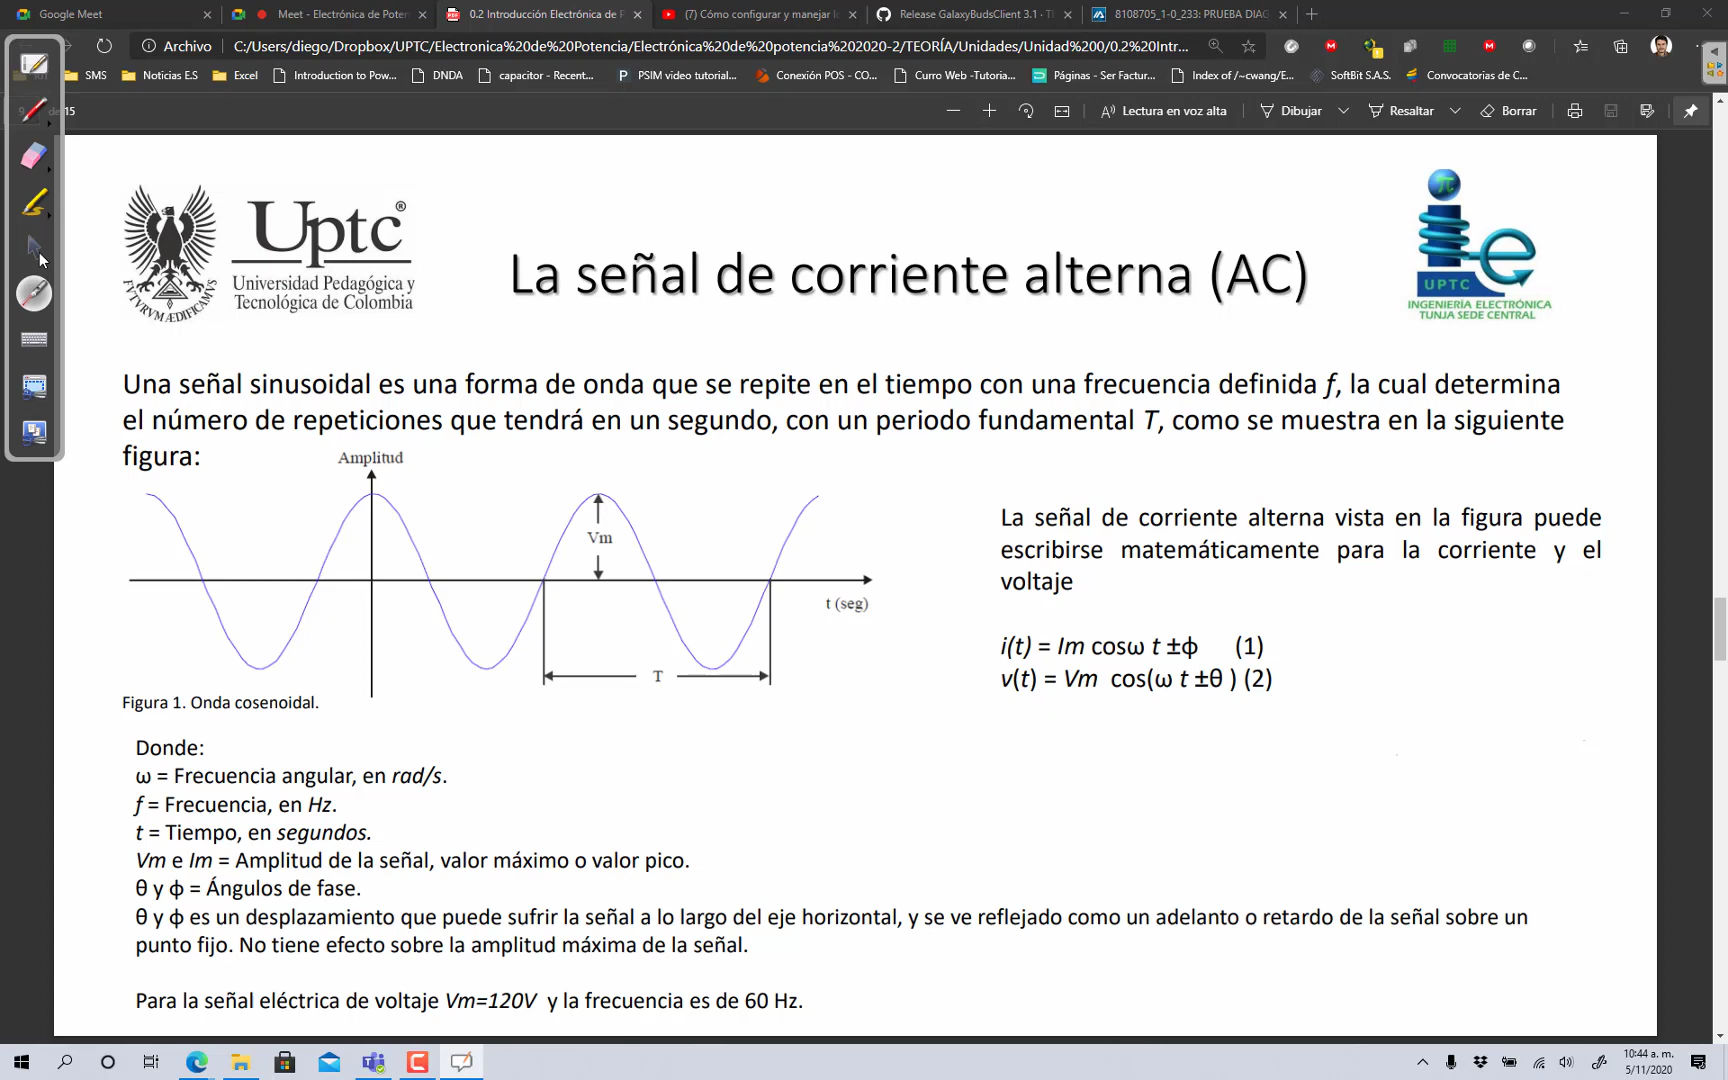 Google Meet
Meet - Electrónica de Poten
0.2 Introducción Electrónica de P
(7) Cómo configurar y manejar l
Release GalaxyBudsClient 3.1 · T
8108705_1-0_233: PRUEBA DIAG
Archivo
C:/Users/diego/Dropbox/UPTC/Electronica%20de%20Potencia/Electrónica%20de%20potencia%202020-2/TEORÍA/Unidades/Unidad%200/0.2%20Intr...
SMS
Noticias E.S
Excel
Introduction to Pow...
DNDA
capacitor - Recent...
PSIM video tutorial...
Conexión POS - CO...
Curro Web -Tutoria...
Páginas - Ser Factur...
Index of /~cwang/E...
SoftBit S.A.S.
Convocatorias de C...
9 de 15
Lectura en voz alta
Dibujar
Resaltar
Borrar
Uptc®
Universidad Pedagógica y
Tecnológica de Colombia
FVTVRVM ÆDIFICAMVS
La señal de corriente alterna (AC)
π
UPTC
INGENIERÍA ELECTRÓNICA
TUNJA SEDE CENTRAL
Una señal sinusoidal es una forma de onda que se repite en el tiempo con una frecuencia definida f, la cual determina
el número de repeticiones que tendrá en un segundo, con un periodo fundamental T, como se muestra en la siguiente
figura:
Amplitud
Vm
t (seg)
T
Figura 1. Onda cosenoidal.
La señal de corriente alterna vista en la figura puede
escribirse matemáticamente para la corriente y el
voltaje
i(t) = Im cosω t ±ф (1)
v(t) = Vm cos(ω t ±θ ) (2)
Donde:
ω = Frecuencia angular, en rad/s.
f = Frecuencia, en Hz.
t = Tiempo, en segundos.
Vm e Im = Amplitud de la señal, valor máximo o valor pico.
θ y ф = Ángulos de fase.
θ y ф es un desplazamiento que puede sufrir la señal a lo largo del eje horizontal, y se ve reflejado como un adelanto o retardo de la señal sobre un
punto fijo. No tiene efecto sobre la amplitud máxima de la señal.
Para la señal eléctrica de voltaje Vm=120V y la frecuencia es de 60 Hz.
10:44 a. m.
5/11/2020